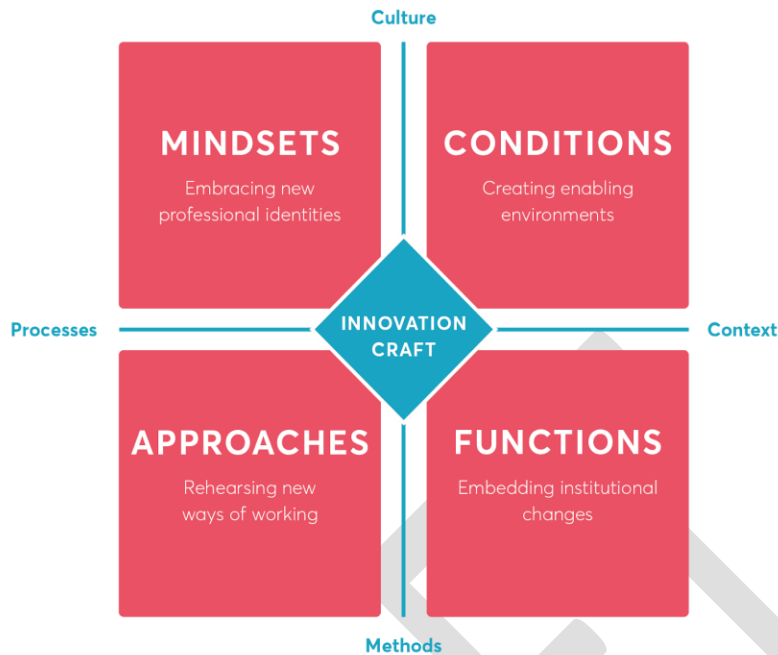 Culture
MINDSETS
Embracing new
professional identities
CONDITIONS
Creating enabling
environments
Processes
INNOVATION
CRAFT
Context
APPROACHES
Rehearsing new
ways of working
FUNCTIONS
Embedding institutional
changes
Methods